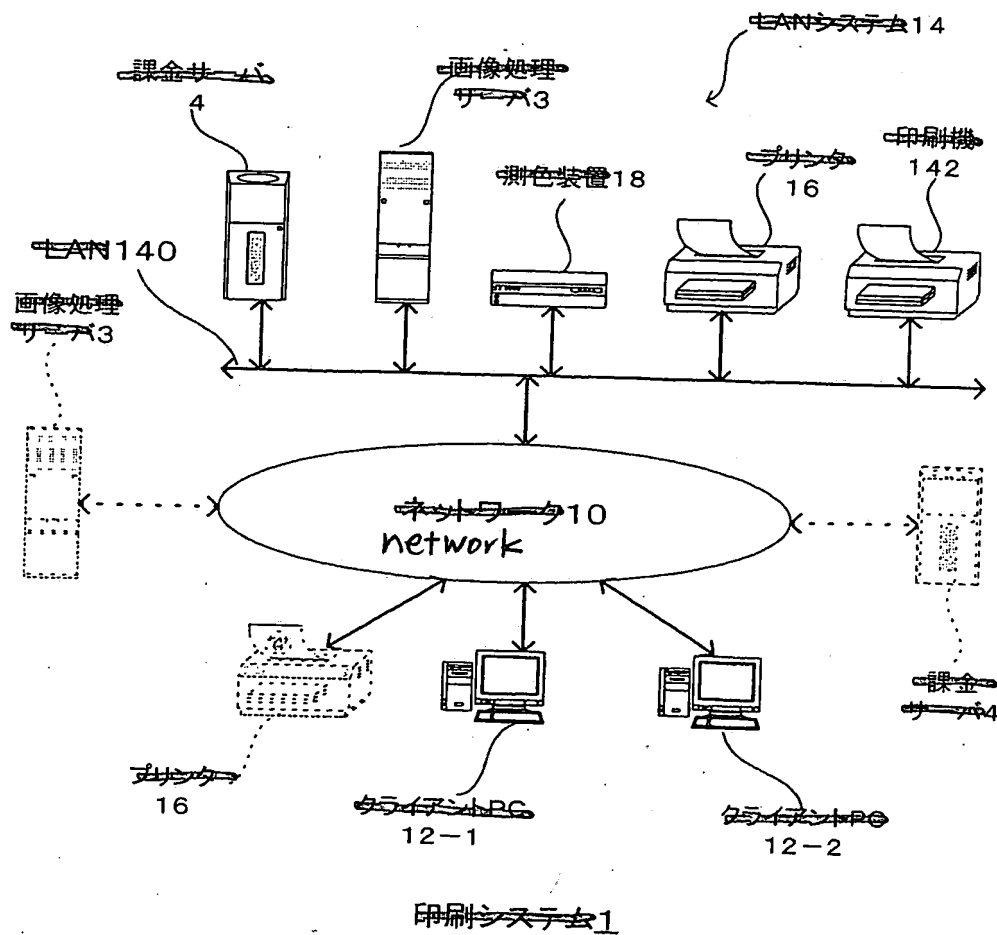 LANシステム14
課金サーバ
4
画像処理
サーバ3
測色装置18
プリンタ
16
印刷機
142
LAN140
画像処理
サーバ3
ネットワーク10
network
課金
サーバ4
プリンタ
16
クライアントPC
12-1
クライアントPC
12-2
印刷システム1